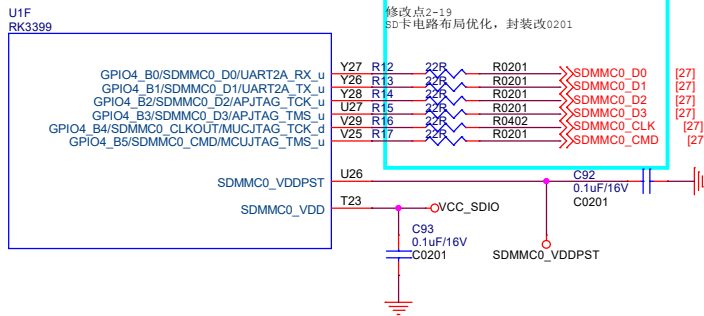 U1F
RK3399
修改点2-19
SD卡电路布局优化，封装改0201
GPIO4_B0/SDMMC0_D0/UART2A_RX_u Y27 R12 22R R0201 SDMMC0_D0 [27]
GPIO4_B1/SDMMC0_D1/UART2A_TX_u Y26 R13 22R R0201 SDMMC0_D1 [27]
GPIO4_B2/SDMMC0_D2/APJTAG_TCK_u Y28 R14 22R R0201 SDMMC0_D2 [27]
GPIO4_B3/SDMMC0_D3/APJTAG_TMS_u U27 R15 22R R0201 SDMMC0_D3 [27]
GPIO4_B4/SDMMC0_CLKOUT/MUCJTAG_TCK_d V29 R16 22R R0402 SDMMC0_CLK [27]
GPIO4_B5/SDMMC0_CMD/MCUJTAG_TMS_u V25 R17 22R R0201 SDMMC0_CMD [27
SDMMC0_VDDPST U26
C92
0.1uF/16V
C0201
SDMMC0_VDD T23 VCC_SDIO
C93
0.1uF/16V
C0201
SDMMC0_VDDPST